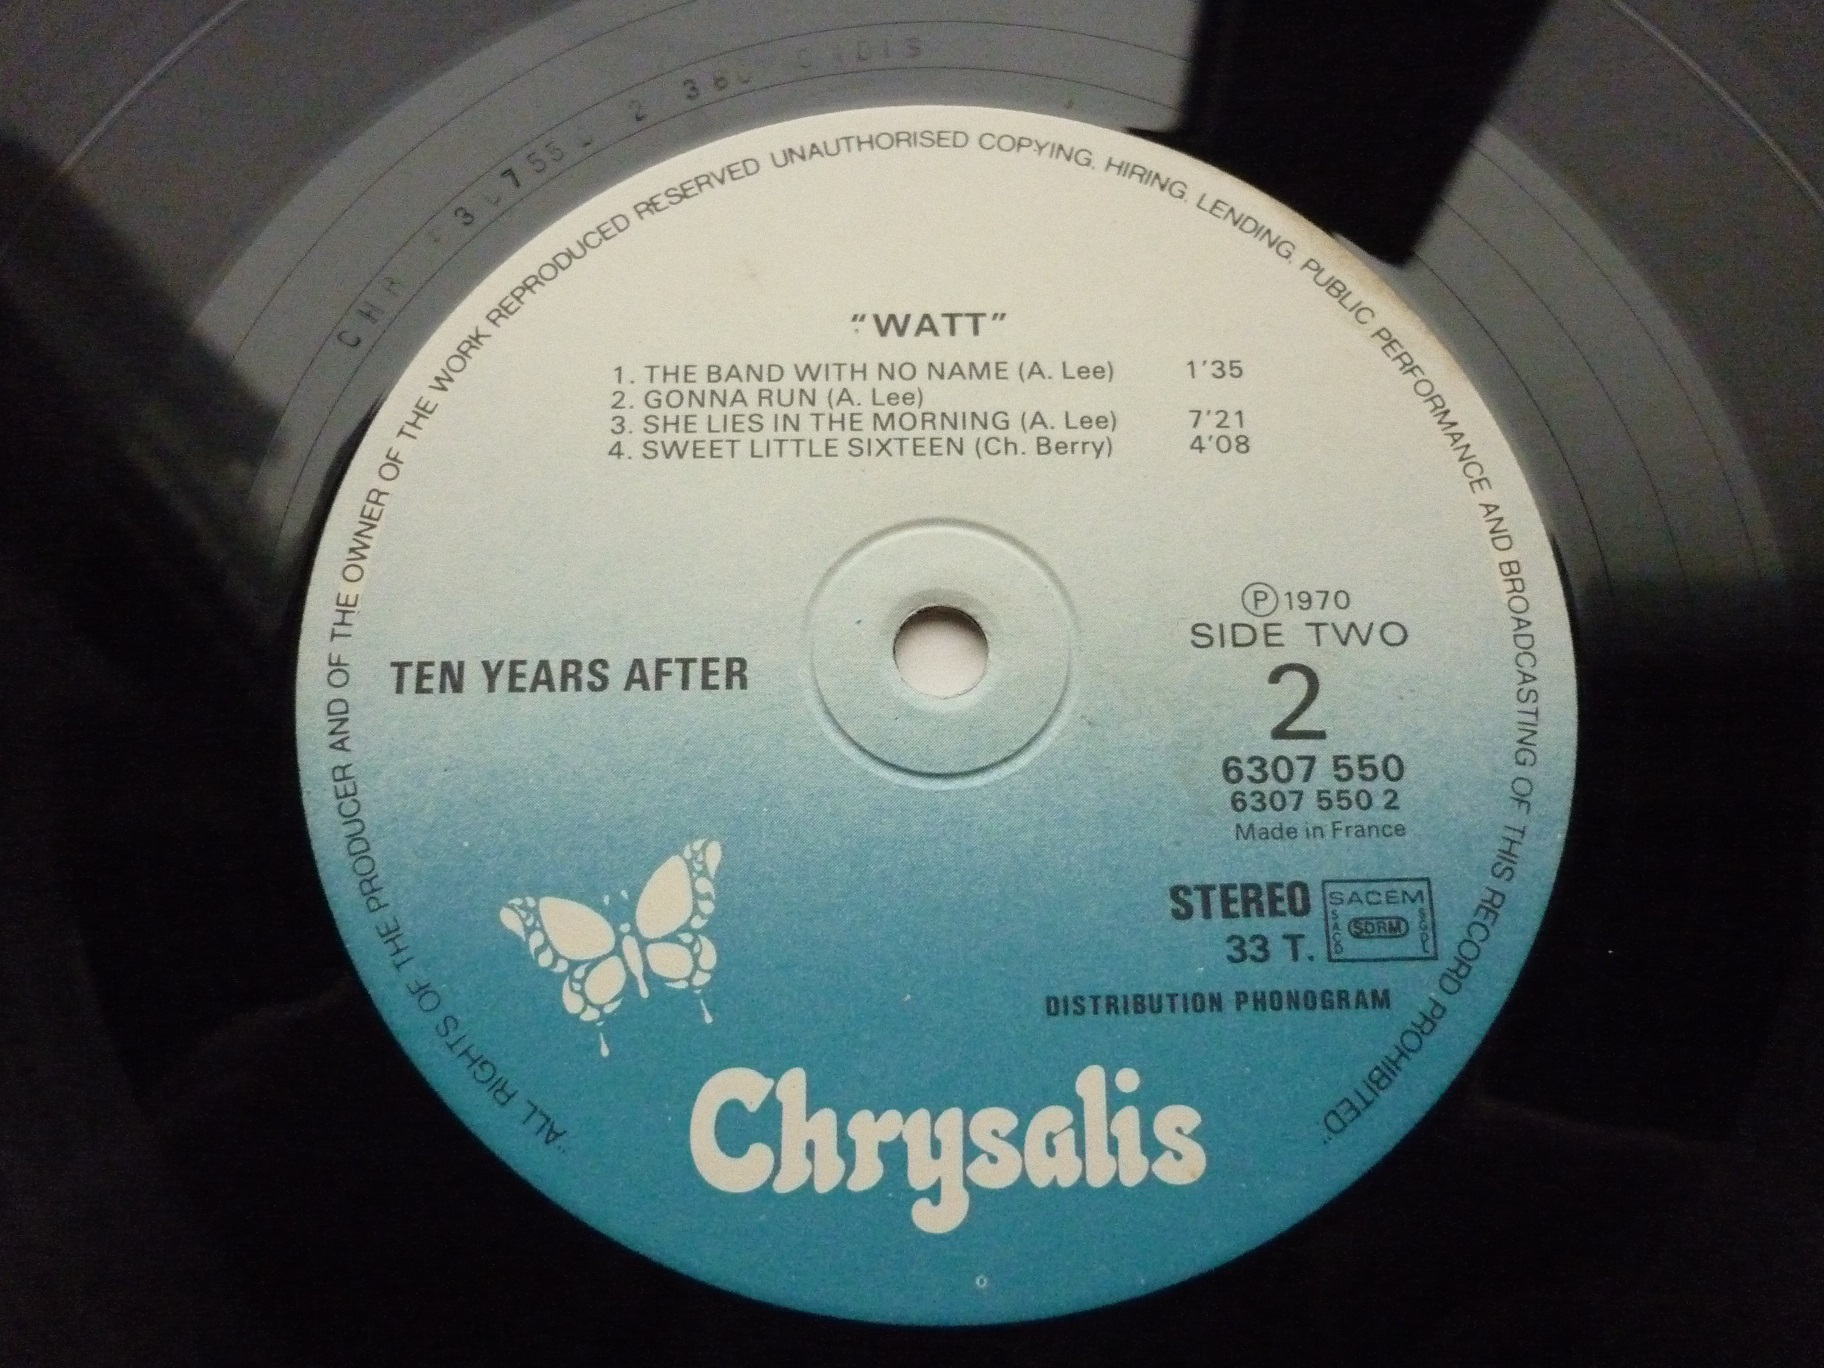 "ALL RIGHTS OF THE PRODUCER AND OF THE OWNER OF THE WORK REPRODUCED RESERVED UNAUTHORISED COPYING, HIRING, LENDING, PUBLIC PERFORMANCE AND BROADCASTING OF THIS RECORD PROHIBITED"
"WATT"
1. THE BAND WITH NO NAME (A. Lee) 1'35
2. GONNA RUN (A. Lee)
3. SHE LIES IN THE MORNING (A. Lee) 7'21
4. SWEET LITTLE SIXTEEN (Ch. Berry) 4'08
TEN YEARS AFTER
Ⓟ1970
SIDE TWO
2
6307 550
6307 550 2
Made in France
STEREO
33 T.
SACEM
SACD
SDRM
SGDL
DISTRIBUTION PHONOGRAM
Chrysalis